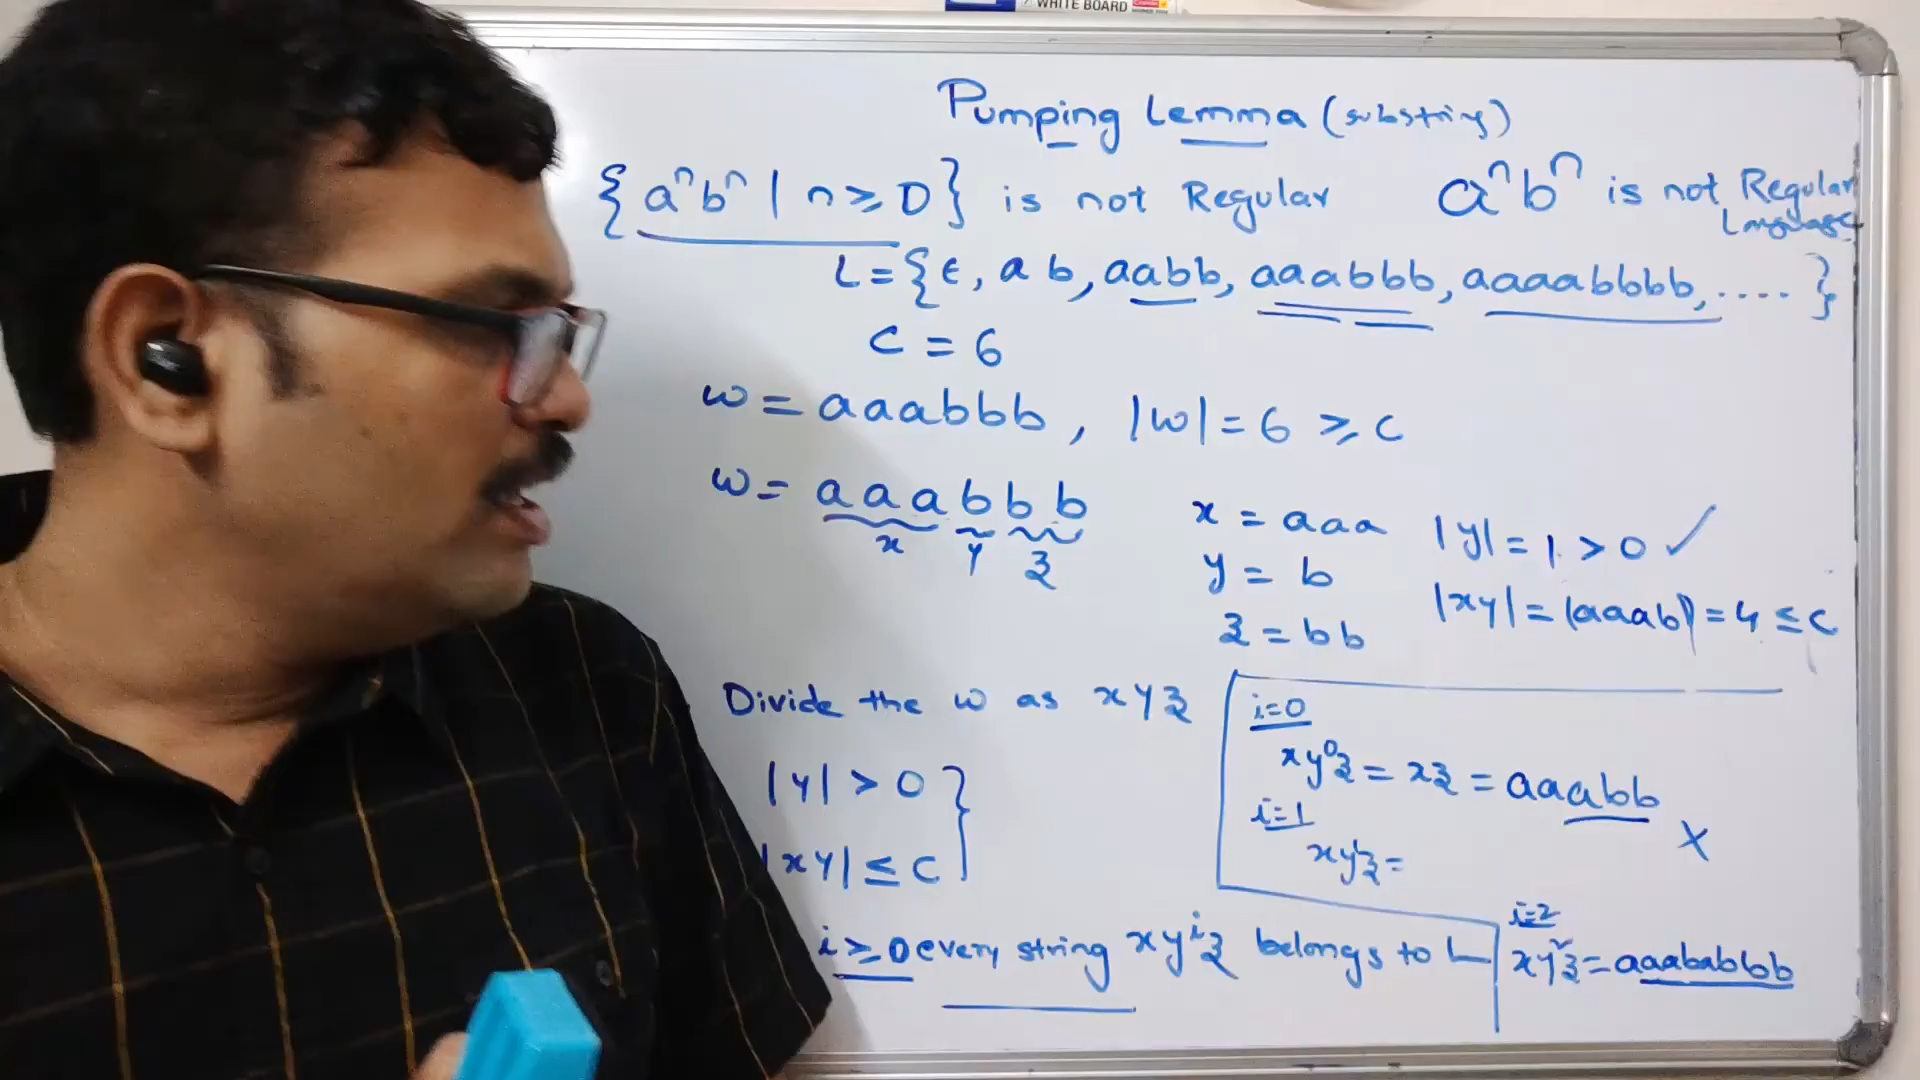 WHITE BOARD
Pumping Lemma (substring)
{ aⁿbⁿ | n ≥ 0 } is not Regular
aⁿbⁿ is not Regular
Language
L = { ϵ, ab, aabb, aaabbb, aaaabbbb, .... }
c = 6
w = aaabbb, |w| = 6 ≥ c
w = aaabbb
x y z
x = aaa
y = b
z = bb
|y| = 1 > 0 ✓
|xy| = |aaab| = 4 ≤ c
Divide the w as xyz
|y| > 0
|xy| ≤ c
i ≥ 0 every string xyⁱz belongs to L
i=0
xy⁰z = xz = aaabb
X
i=1
xy¹z =
i=2
xy²z = aaababbb